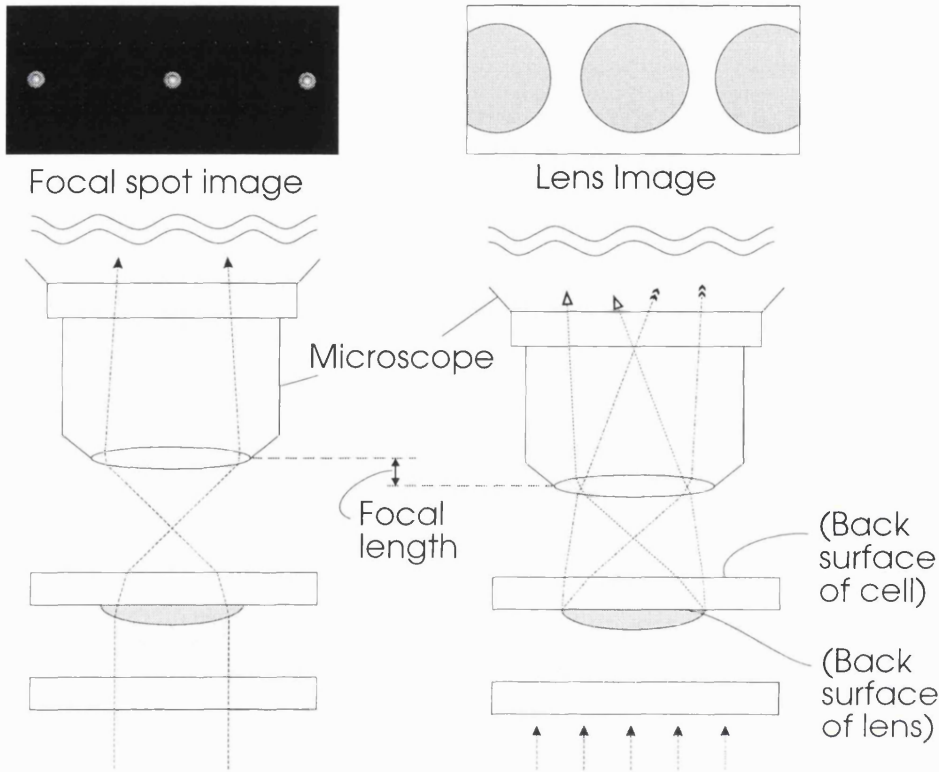 Focal spot image
Lens Image
Microscope
Focal
length
(Back
surface
of cell)
(Back
surface
of lens)